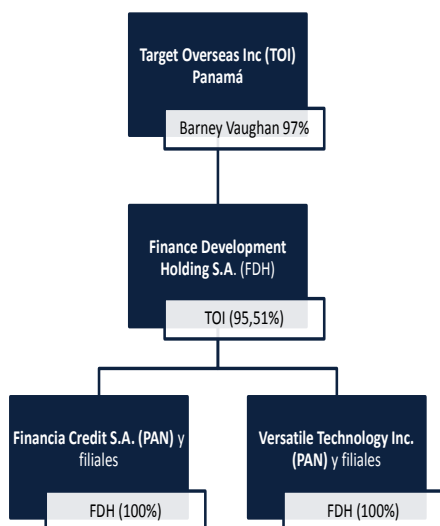 Target Overseas Inc (TOI)
Panamá
Barney Vaughan 97%
Finance Development
Holding S.A. (FDH)
TOI (95,51%)
Financia Credit S.A. (PAN) y
filiales
FDH (100%)
Versatile Technology Inc.
(PAN) y filiales
FDH (100%)